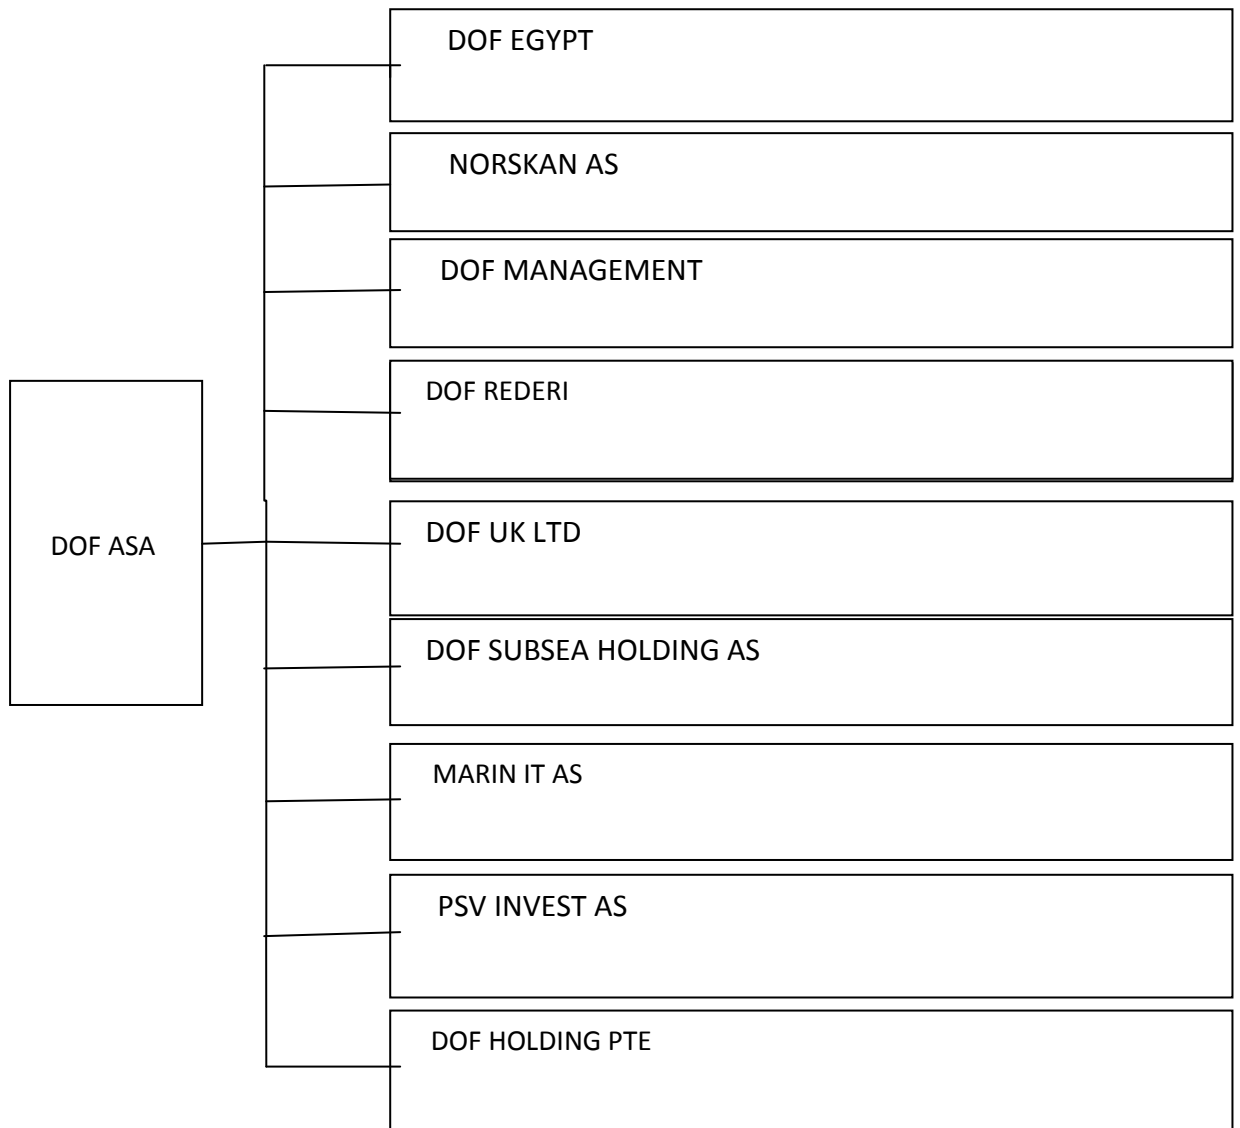 DOF EGYPT
NORSKAN AS
DOF MANAGEMENT
DOF REDERI
DOF ASA
DOF UK LTD
DOF SUBSEA HOLDING AS
MARIN IT AS
PSV INVEST AS
DOF HOLDING PTE